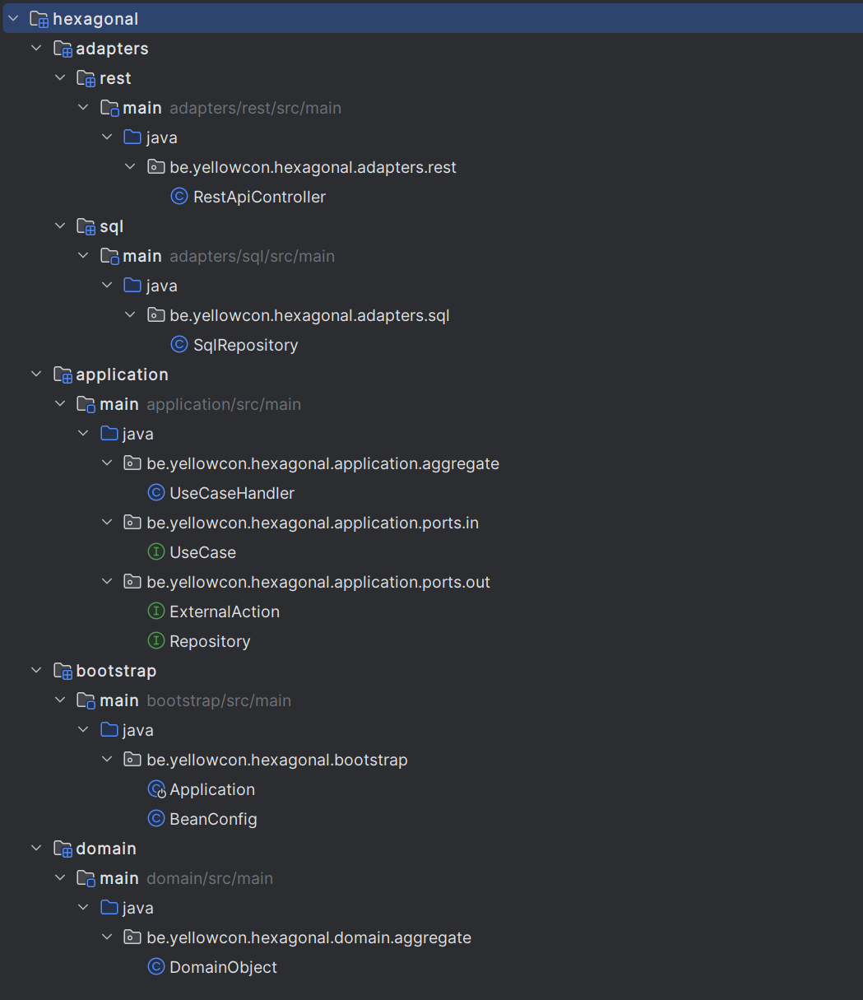 hexagonal
adapters
rest
main adapters/rest/src/main
java
be.yellowcon.hexagonal.adapters.rest
RestApiController
sql
main adapters/sql/src/main
java
be.yellowcon.hexagonal.adapters.sql
SqlRepository
application
main application/src/main
java
be.yellowcon.hexagonal.application.aggregate
UseCaseHandler
be.yellowcon.hexagonal.application.ports.in
UseCase
be.yellowcon.hexagonal.application.ports.out
ExternalAction
Repository
bootstrap
main bootstrap/src/main
java
be.yellowcon.hexagonal.bootstrap
Application
BeanConfig
domain
main domain/src/main
java
be.yellowcon.hexagonal.domain.aggregate
DomainObject